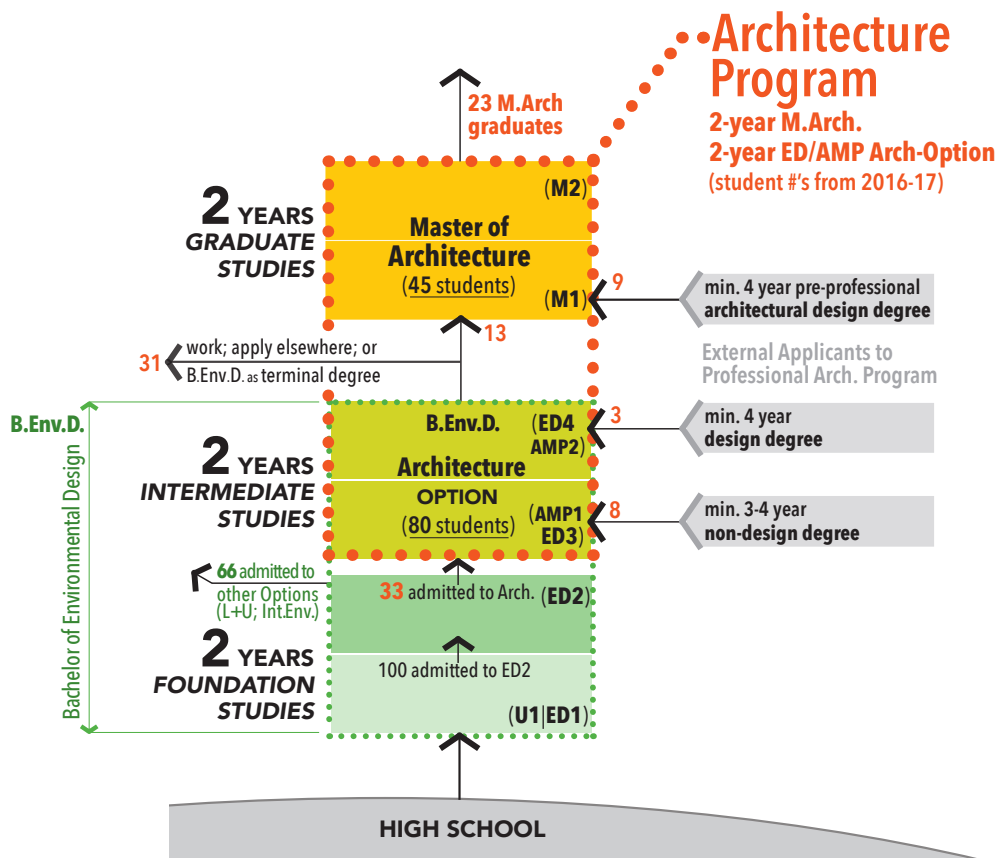 Architecture
Program
2-year M.Arch.
2-year ED/AMP Arch-Option
(student #'s from 2016-17)
23 M.Arch
graduates
2 YEARS
GRADUATE
STUDIES
(M2)
Master of
Architecture
(45 students)
(M1)
9
min. 4 year pre-professional
architectural design degree
13
31
work; apply elsewhere; or
B.Env.D. as terminal degree
External Applicants to
Professional Arch. Program
B.Env.D.
Bachelor of Environmental Design
2 YEARS
INTERMEDIATE
STUDIES
B.Env.D.
(ED4
AMP2)
3
min. 4 year
design degree
Architecture
OPTION
(80 students)
(AMP1
ED3)
8
min. 3-4 year
non-design degree
66 admitted to
other Options
(L+U; Int.Env.)
33 admitted to Arch.
(ED2)
2 YEARS
FOUNDATION
STUDIES
100 admitted to ED2
(U1|ED1)
HIGH SCHOOL